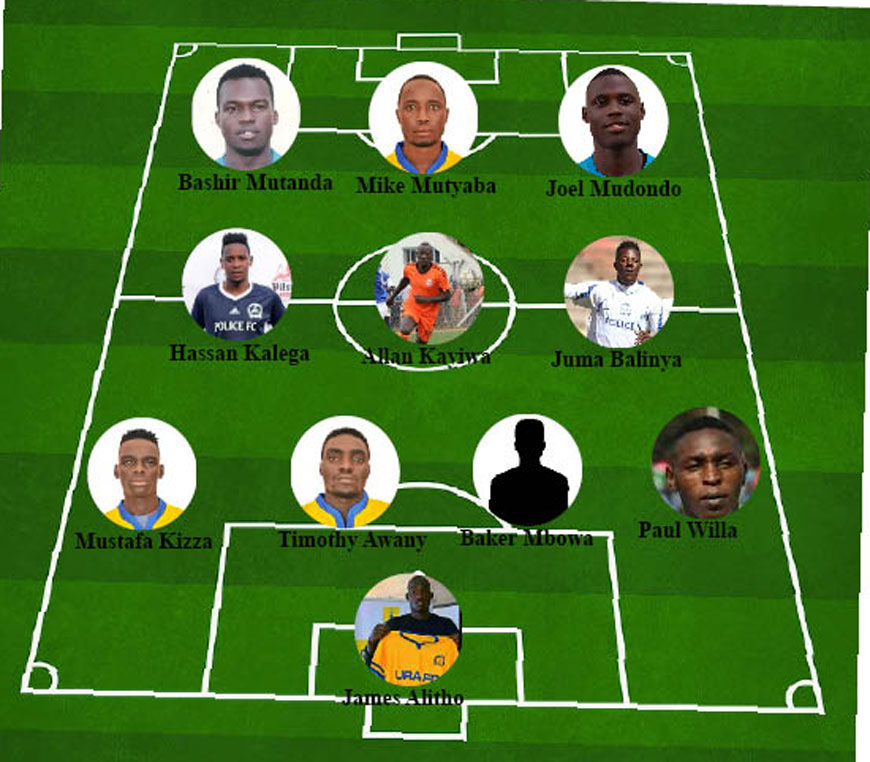 Bashir Mutanda
Mike Mutyaba
Joel Mudondo
POLICE FC
POLICE
Hassan Kalega
Allan Kayiwa
Juma Balinya
Mustafa Kizza
Timothy Awany
Baker Mbowa
Paul Willa
URA FC
James Alitho